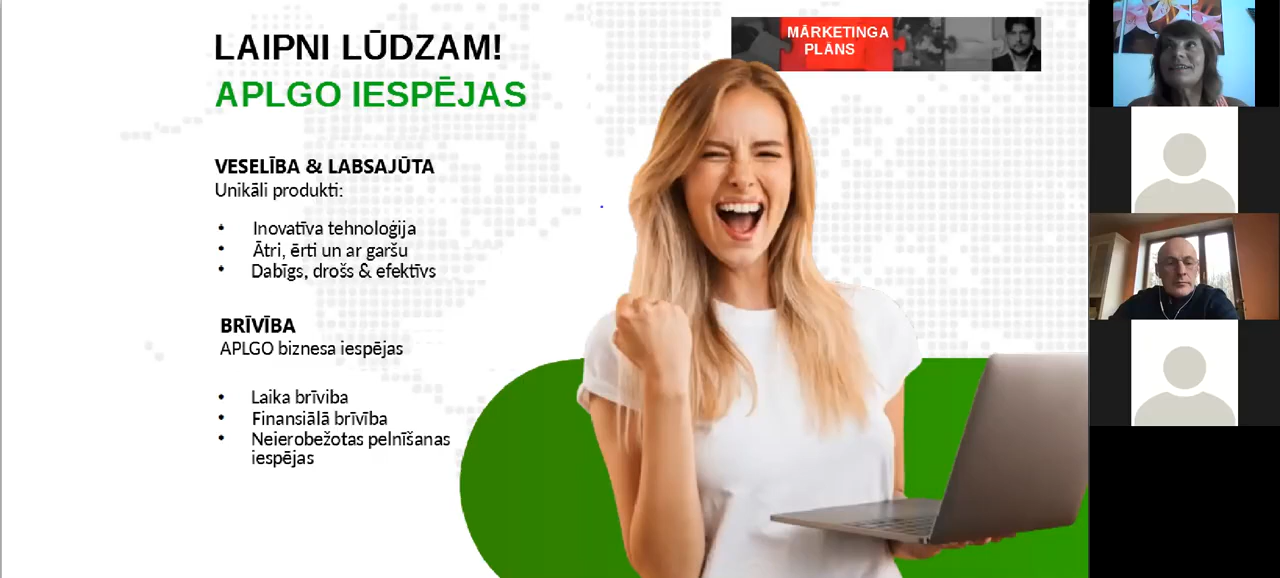 LAIPNI LŪDZAM!
APLGO IESPĒJAS
MĀRKETINGA
PLĀNS
VESELĪBA & LABSAJŪTA
Unikāli produkti:
• Inovatīva tehnoloģija
• Ātri, ērti un ar garšu
• Dabīgs, drošs & efektīvs
BRĪVĪBA
APLGO biznesa iespējas
• Laika brīviba
• Finansiālā brīvība
• Neierobežotas pelnīšanas
iespējas